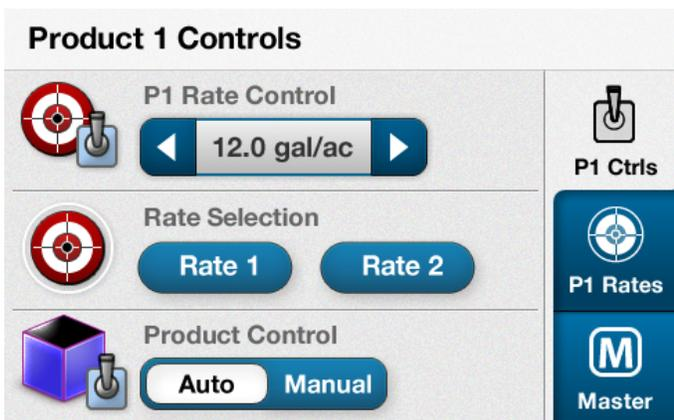 Product 1 Controls
P1 Rate Control
12.0 gal/ac
P1 Ctrls
Rate Selection
Rate 1 Rate 2
P1 Rates
Product Control
Auto Manual
M
Master